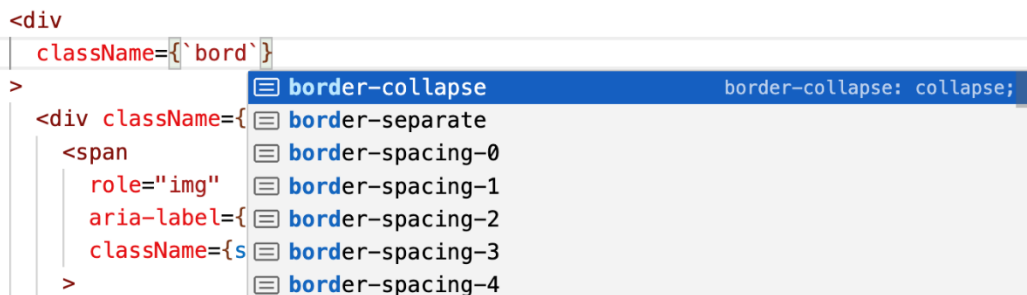 <div
className={`bord`}
>
border-collapse border-collapse: collapse;
<div className={ border-separate
<span border-spacing-0
role="img" border-spacing-1
aria-label={ border-spacing-2
className={s border-spacing-3
> border-spacing-4